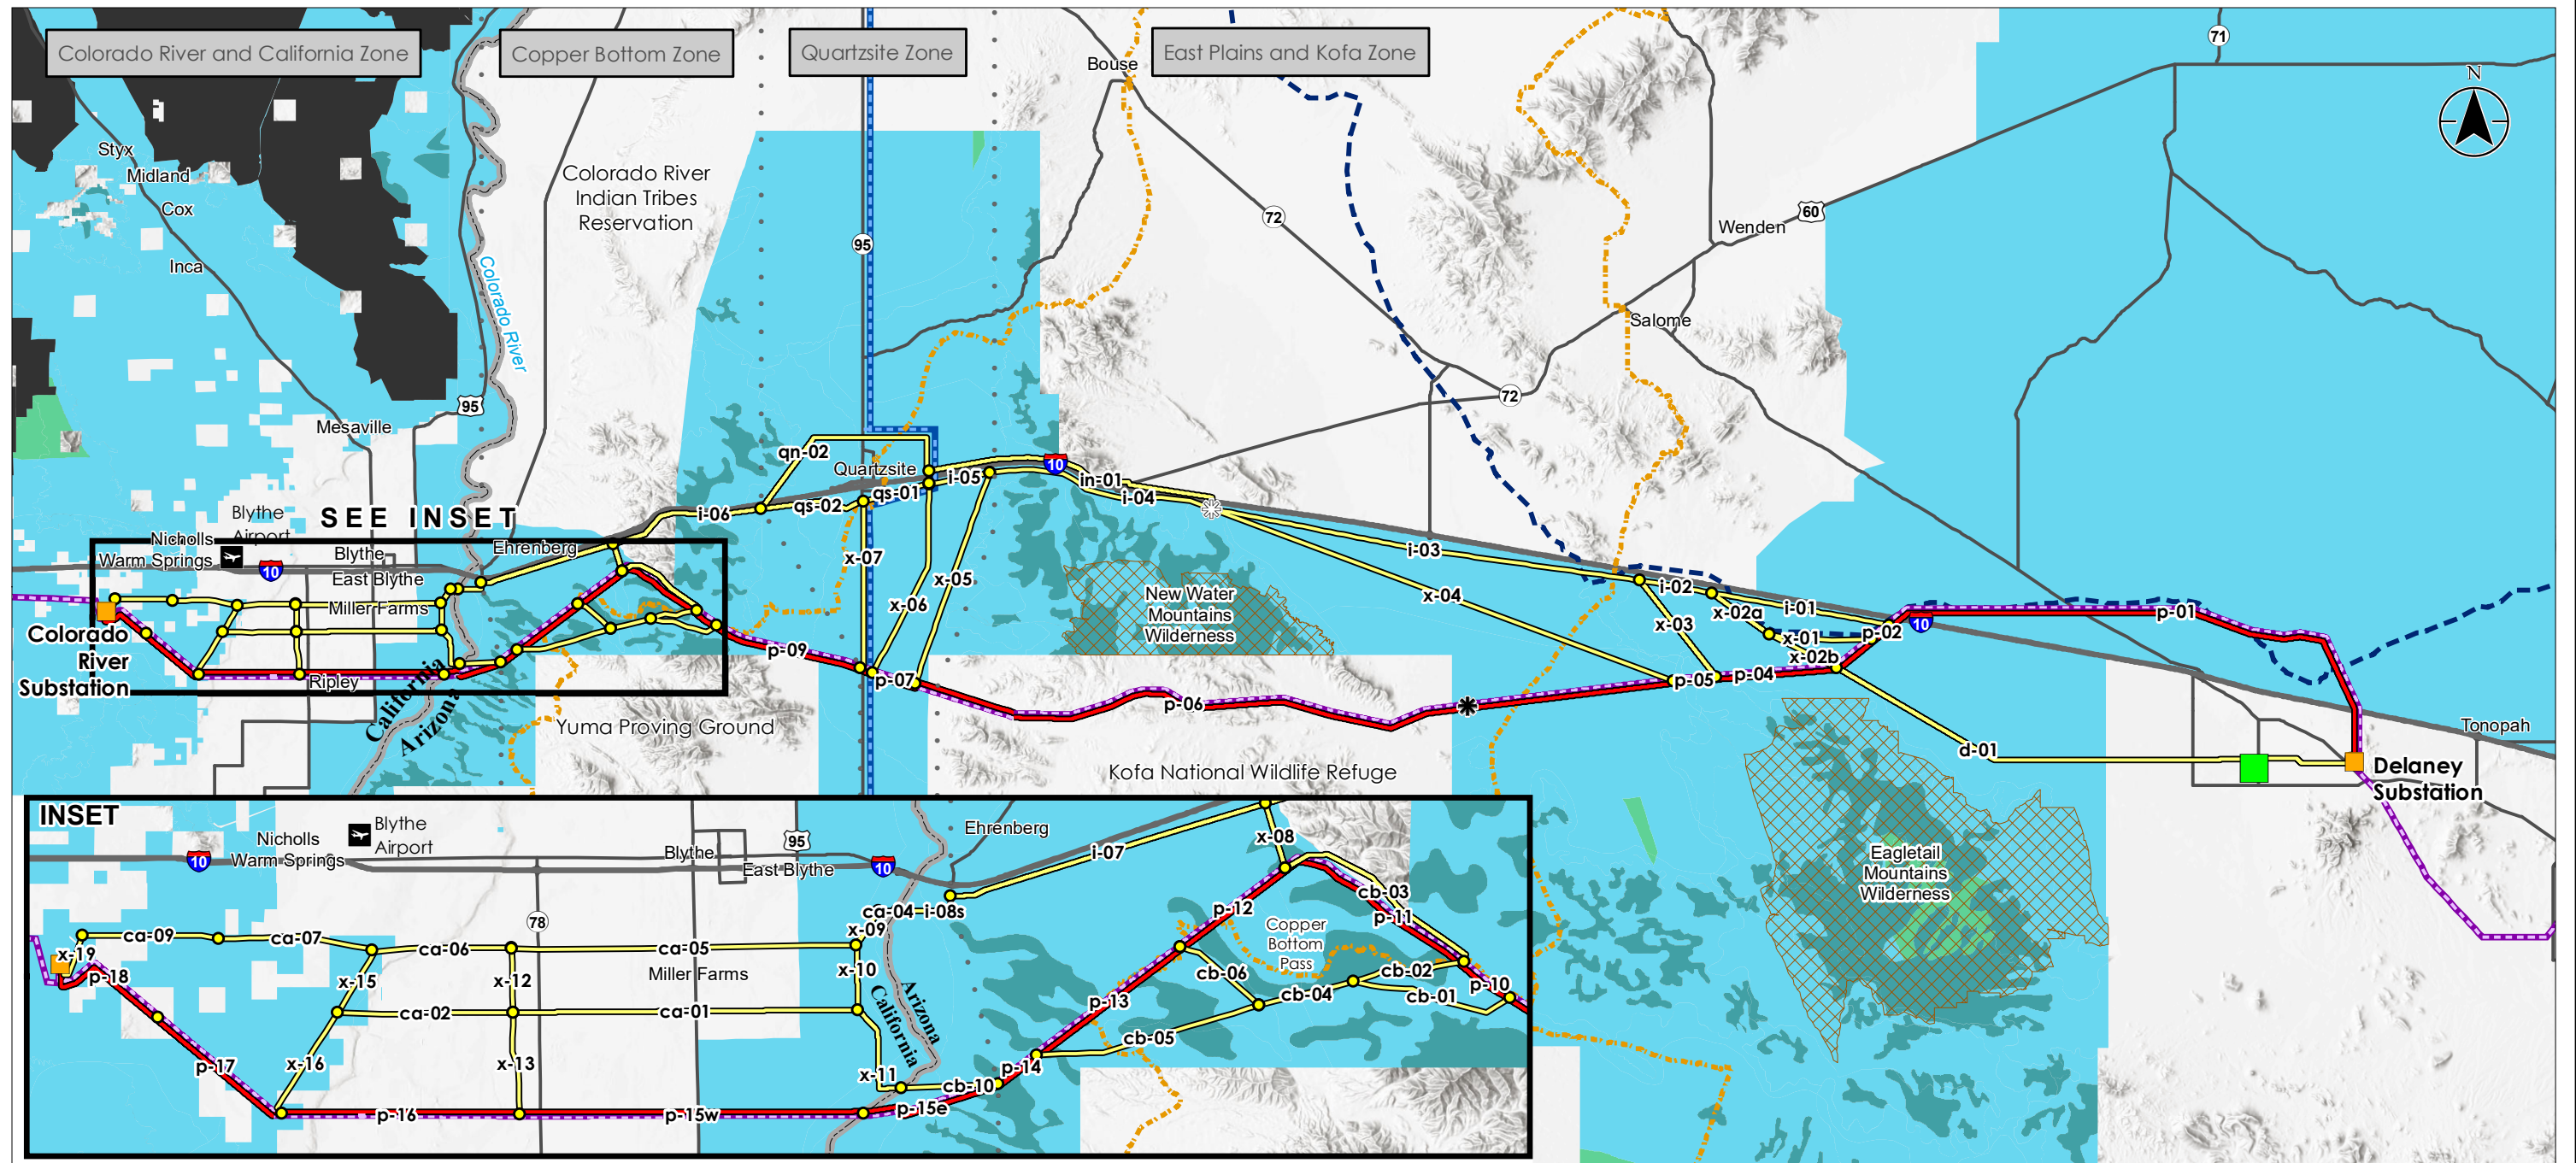 Colorado River and California Zone
Copper Bottom Zone
Quartzsite Zone
East Plains and Kofa Zone
71
N
Bouse
Styx
Midland
Cox
Inca
Colorado River
Indian Tribes
Reservation
Colorado River
95
72
60
Wenden
Salome
72
95
Mesaville
qn-02
Quartzsite
qs-01
i-05
10
in-01
i-04
i-06
qs-02
SEE INSET
Blythe
Airport
Nicholls
Warm Springs
10
Blythe
East Blythe
Ehrenberg
Miller Farms
Ripley
Colorado
River
Substation
California
Arizona
x-07
x-06
x-05
New Water
Mountains
Wilderness
i-03
x-04
x-03
i-02
x-02a
i-01
x-01
x-02b
p-02
10
p-01
p-09
p-07
p-06
p-05
p-04
d-01
Tonopah
Delaney
Substation
Yuma Proving Ground
Kofa National Wildlife Refuge
Eagletail
Mountains
Wilderness
INSET
Nicholls
Warm Springs
10
Blythe
Airport
Blythe
East Blythe
95
10
Ehrenberg
i-07
x-08
78
ca-09
ca-07
ca-06
ca-05
ca-04
i-08s
x-09
x-19
p-18
x-15
x-12
Miller Farms
x-10
ca-02
ca-01
Arizona
California
p-17
x-16
x-13
x-11
cb-10
p-16
p-15w
p-15e
p-14
p-13
p-12
cb-03
p-11
Copper
Bottom
Pass
cb-06
cb-04
cb-02
cb-01
p-10
cb-05